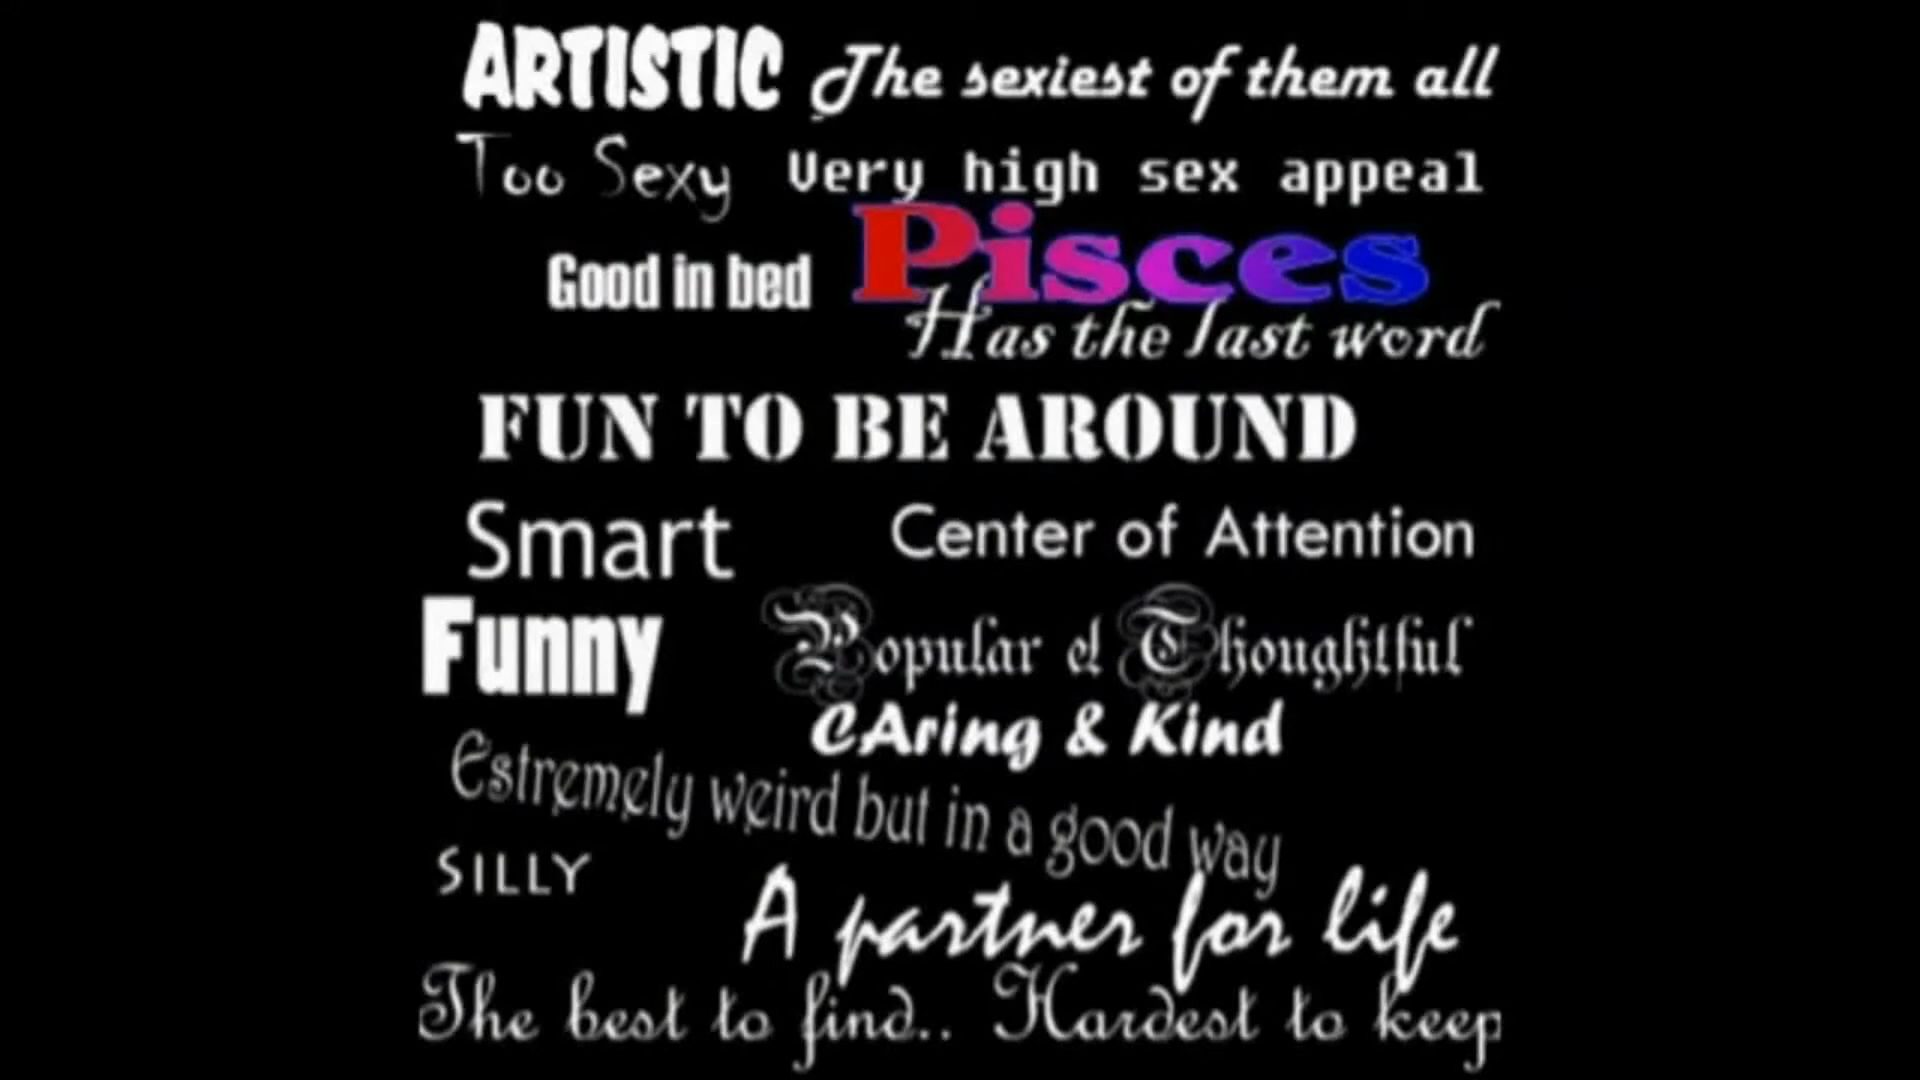 ARTISTIC The sexiest of them all
Too Sexy Very high sex appeal
Good in bed Pisces
Has the last word
FUN TO BE AROUND
Smart Center of Attention
Funny Popular & Thoughtful
CAring & Kind
Estremely weird but in a good way
SILLY
A partner for life
The best to find.. Hardest to keep